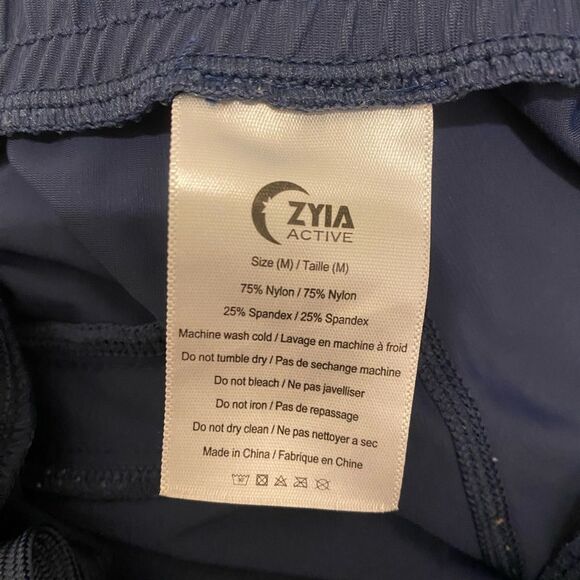 ZYIA
ACTIVE
Size (M) / Taille (M)
75% Nylon / 75% Nylon
25% Spandex / 25% Spandex
Machine wash cold / Lavage en machine à froid
Do not tumble dry / Pas de sechange machine
Do not bleach / Ne pas javelliser
Do not iron / Pas de repassage
Do not dry clean / Ne pas nettoyer a sec
Made in China / Fabrique en Chine